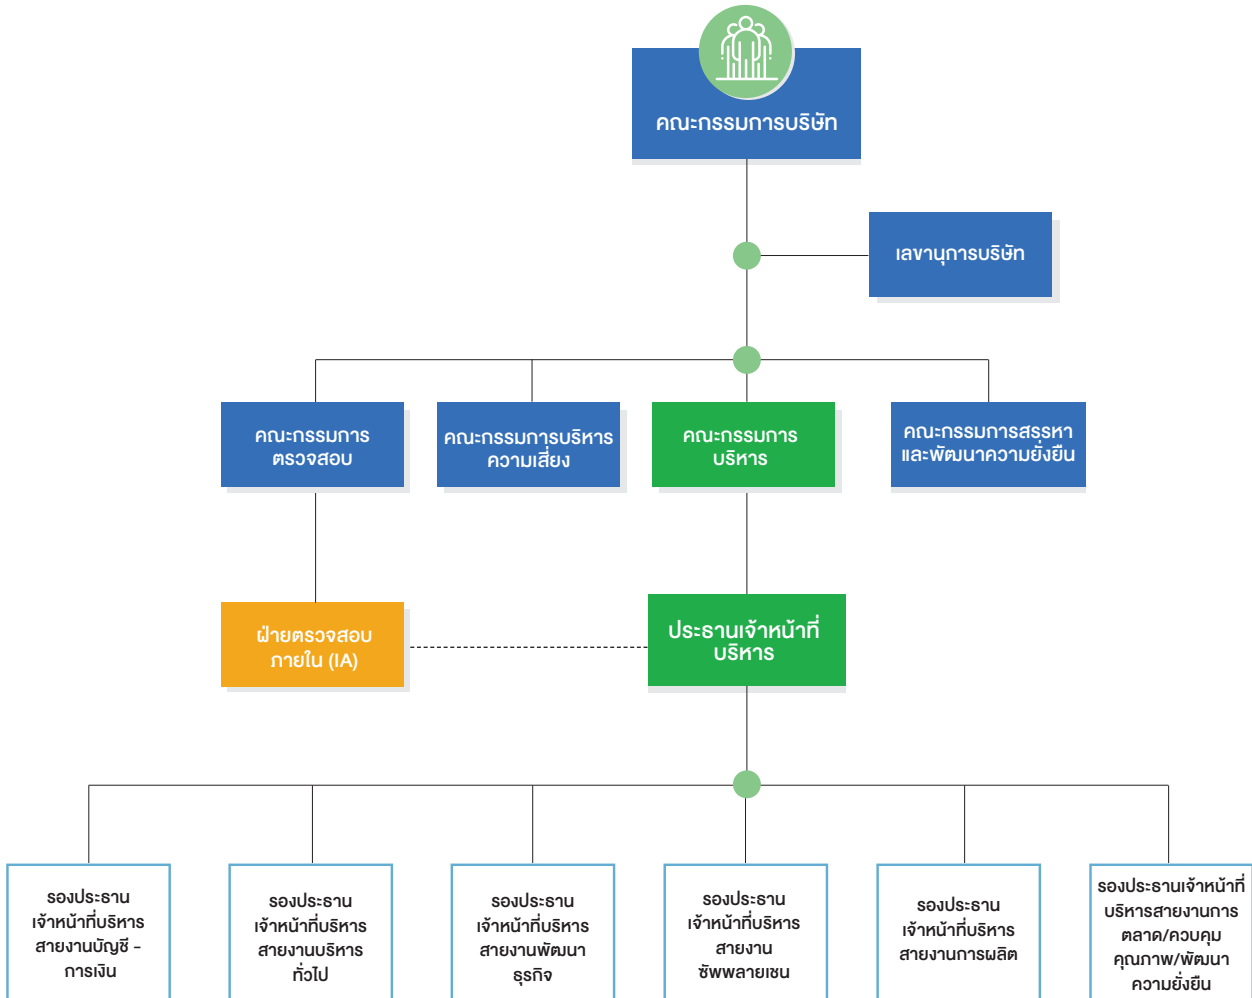 คณะกรรมการบริษัท
เลขานุการบริษัท
คณะกรรมการ
ตรวจสอบ
คณะกรรมการบริหาร
ความเสี่ยง
คณะกรรมการ
บริหาร
คณะกรรมการสรรหา
และพัฒนาความยั่งยืน
ฝ่ายตรวจสอบ
ภายใน (IA)
ประธานเจ้าหน้าที่
บริหาร
รองประธาน
เจ้าหน้าที่บริหาร
สายงานบัญชี -
การเงิน
รองประธาน
เจ้าหน้าที่บริหาร
สายงานบริหาร
ทั่วไป
รองประธาน
เจ้าหน้าที่บริหาร
สายงานพัฒนา
ธุรกิจ
รองประธาน
เจ้าหน้าที่บริหาร
สายงาน
ซัพพลายเชน
รองประธาน
เจ้าหน้าที่บริหาร
สายงานการผลิต
รองประธานเจ้าหน้าที่
บริหารสายงานการ
ตลาด/ควบคุม
คุณภาพ/พัฒนา
ความยั่งยืน